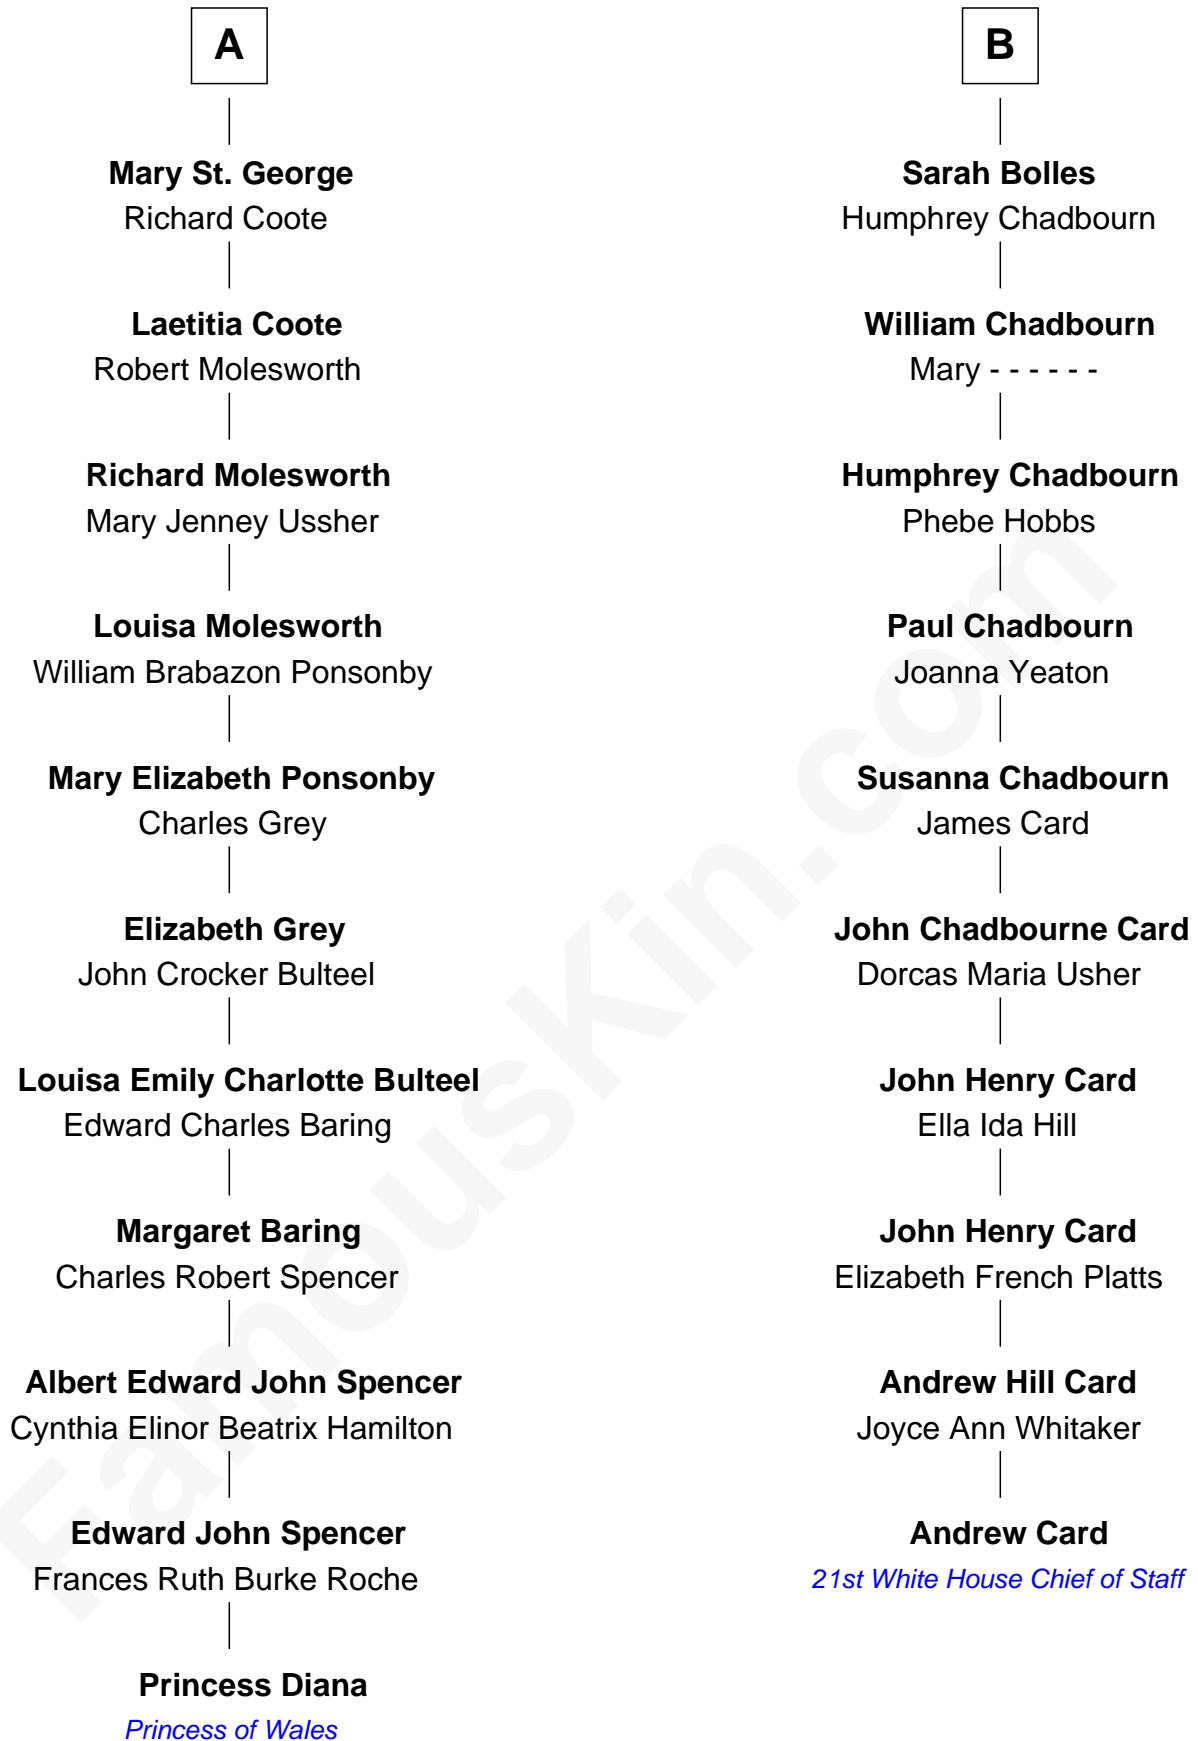 A
Mary St. George
Richard Coote
Laetitia Coote
Robert Molesworth
Richard Molesworth
Mary Jenney Ussher
Louisa Molesworth
William Brabazon Ponsonby
Mary Elizabeth Ponsonby
Charles Grey
Elizabeth Grey
John Crocker Bulteel
Louisa Emily Charlotte Bulteel
Edward Charles Baring
Margaret Baring
Charles Robert Spencer
Albert Edward John Spencer
Cynthia Elinor Beatrix Hamilton
Edward John Spencer
Frances Ruth Burke Roche
Princess Diana
Princess of Wales
B
Sarah Bolles
Humphrey Chadbourn
William Chadbourn
Mary - - - - - -
Humphrey Chadbourn
Phebe Hobbs
Paul Chadbourn
Joanna Yeaton
Susanna Chadbourn
James Card
John Chadbourne Card
Dorcas Maria Usher
John Henry Card
Ella Ida Hill
John Henry Card
Elizabeth French Platts
Andrew Hill Card
Joyce Ann Whitaker
Andrew Card
21st White House Chief of Staff
FamousKin.com